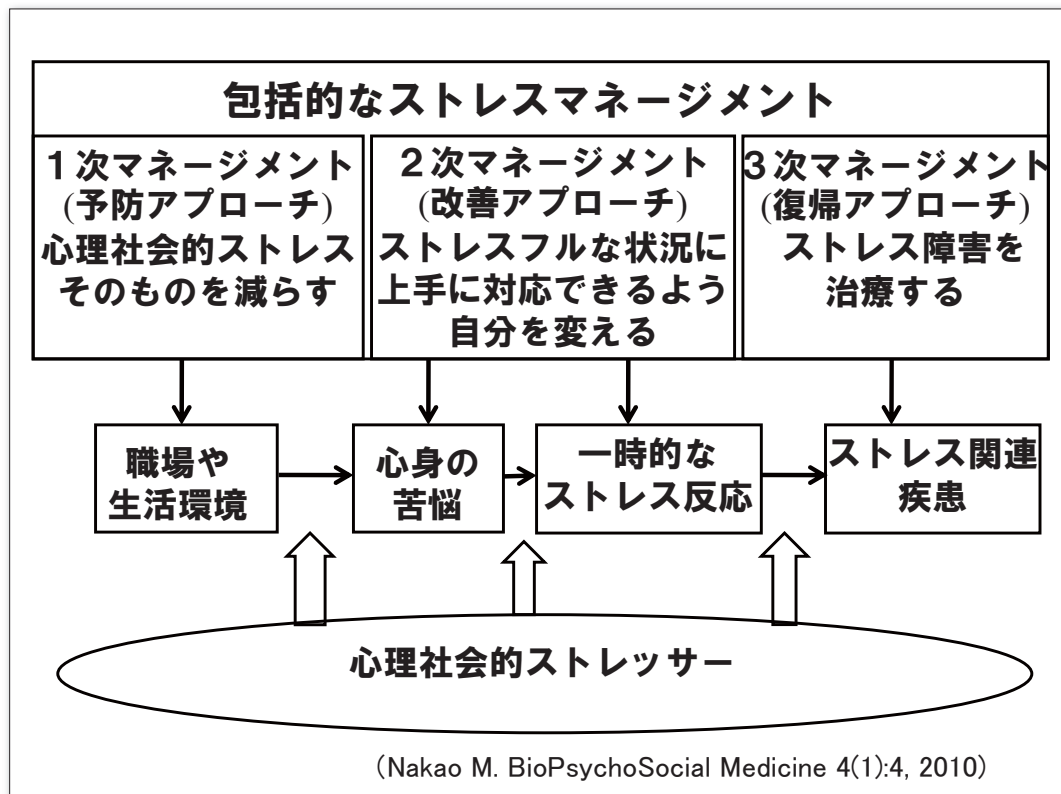 包括的なストレスマネージメント
１次マネージメント
(予防アプローチ)
心理社会的ストレス
そのものを減らす
２次マネージメント
(改善アプローチ)
ストレスフルな状況に
上手に対応できるよう
自分を変える
３次マネージメント
(復帰アプローチ)
ストレス障害を
治療する
職場や
生活環境
心身の
苦悩
一時的な
ストレス反応
ストレス関連
疾患
心理社会的ストレッサー
(Nakao M. BioPsychoSocial Medicine 4(1):4, 2010)